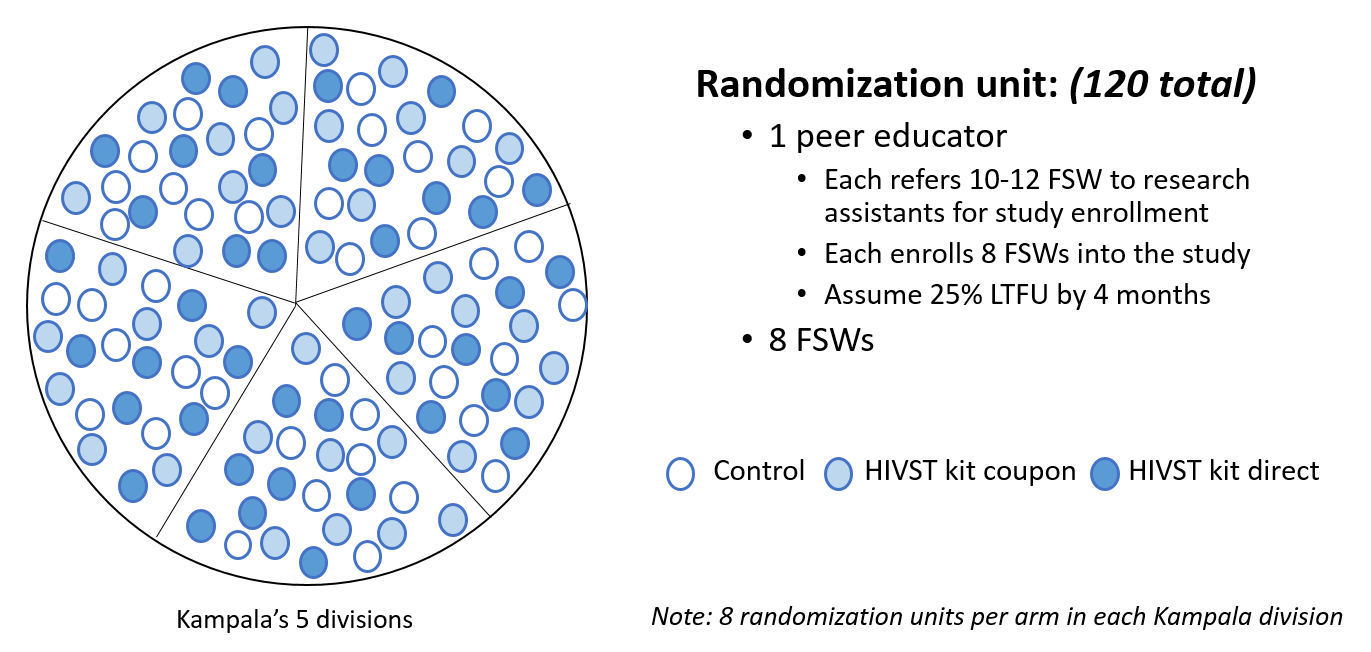 Randomization unit: (120 total)
• 1 peer educator
• Each refers 10-12 FSW to research
assistants for study enrollment
• Each enrolls 8 FSWs into the study
• Assume 25% LTFU by 4 months
• 8 FSWs
Control HIVST kit coupon HIVST kit direct
Kampala’s 5 divisions
Note: 8 randomization units per arm in each Kampala division